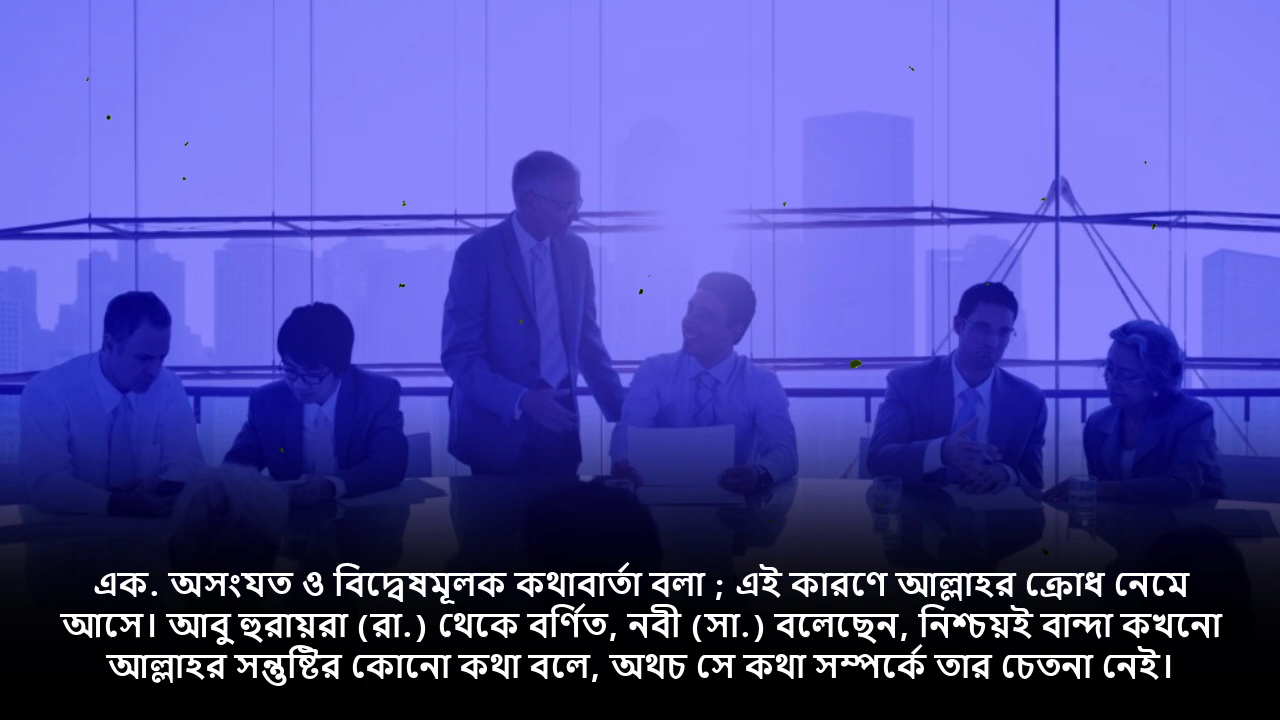 এক. অসংযত ও বিদ্বেষমূলক কথাবার্তা বলা ; এই কারণে আল্লাহর ক্রোধ নেমে
আসে। আবু হুরায়রা (রা.) থেকে বর্ণিত, নবী (সা.) বলেছেন, নিশ্চয়ই বান্দা কখনো
আল্লাহর সন্তুষ্টির কোনো কথা বলে, অথচ সে কথা সম্পর্কে তার চেতনা নেই।